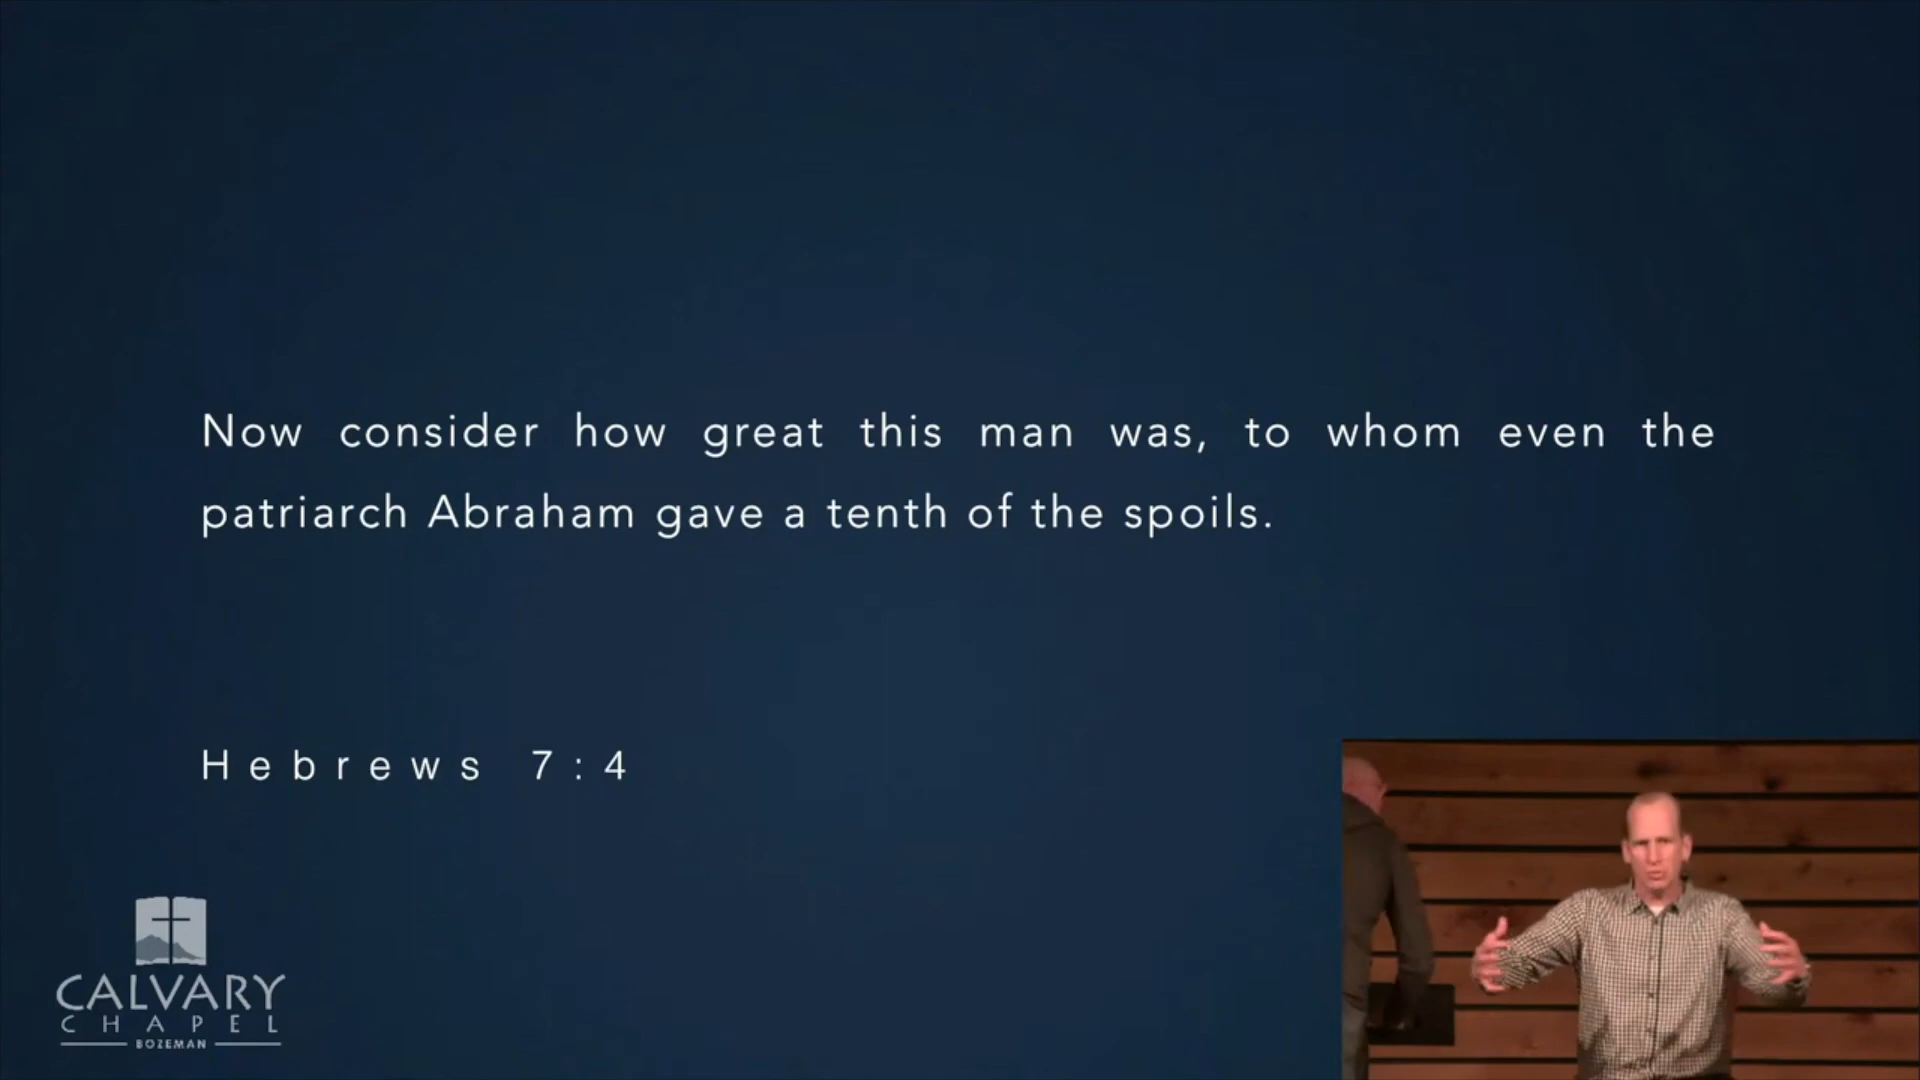 Now consider how great this man was, to whom even the
patriarch Abraham gave a tenth of the spoils.
Hebrews 7:4
CALVARY
CHAPEL
BOZEMAN